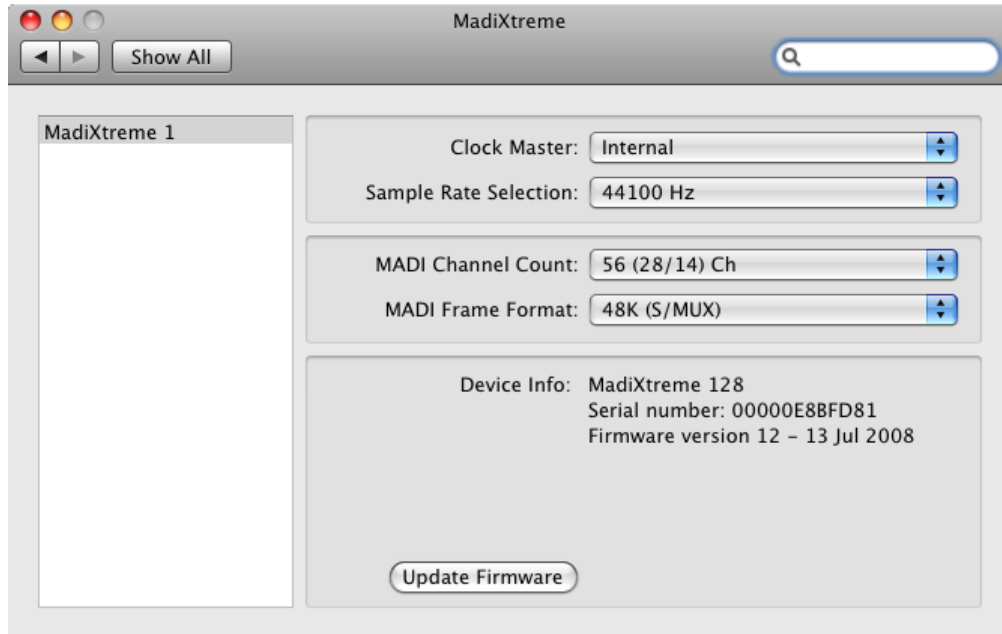 MadiXtreme
Show All
MadiXtreme 1
Clock Master: Internal
Sample Rate Selection: 44100 Hz
MADI Channel Count: 56 (28/14) Ch
MADI Frame Format: 48K (S/MUX)
Device Info: MadiXtreme 128
Serial number: 00000E8BFD81
Firmware version 12 – 13 Jul 2008
Update Firmware